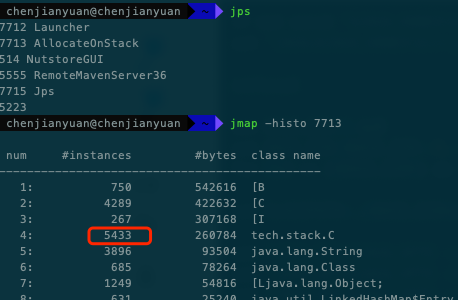 chenjianyuan@chenjianyuan ~ jps
7712 Launcher
7713 AllocateOnStack
514 NutstoreGUI
5555 RemoteMavenServer36
7715 Jps
5223
chenjianyuan@chenjianyuan ~ jmap -histo 7713
num #instances #bytes class name
----------------------------------------------
1: 750 542616 [B
2: 4289 422632 [C
3: 267 307168 [I
4: 5433 260784 tech.stack.C
5: 3896 93504 java.lang.String
6: 685 78264 java.lang.Class
7: 1249 54816 [Ljava.lang.Object;
8: 631 25240 java.util.LinkedHashMap$Entry